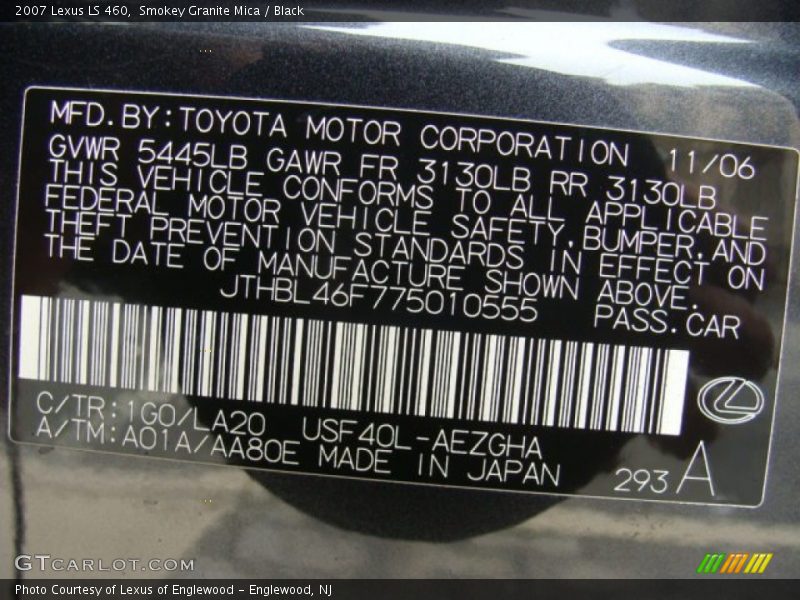 2007 Lexus LS 460, Smokey Granite Mica / Black
MFD. BY: TOYOTA MOTOR CORPORATION 11/06
GVWR 5445LB GAWR FR 3130LB RR 3130LB
THIS VEHICLE CONFORMS TO ALL APPLICABLE
FEDERAL MOTOR VEHICLE SAFETY, BUMPER, AND
THEFT PREVENTION STANDARDS IN EFFECT ON
THE DATE OF MANUFACTURE SHOWN ABOVE.
JTHBL46F775010555 PASS. CAR
C/TR: 1G0/LA20 USF40L-AEZGHA
A/TM: A01A/AA80E MADE IN JAPAN 293 A
GTCARLOT.COM
Photo Courtesy of Lexus of Englewood - Englewood, NJ